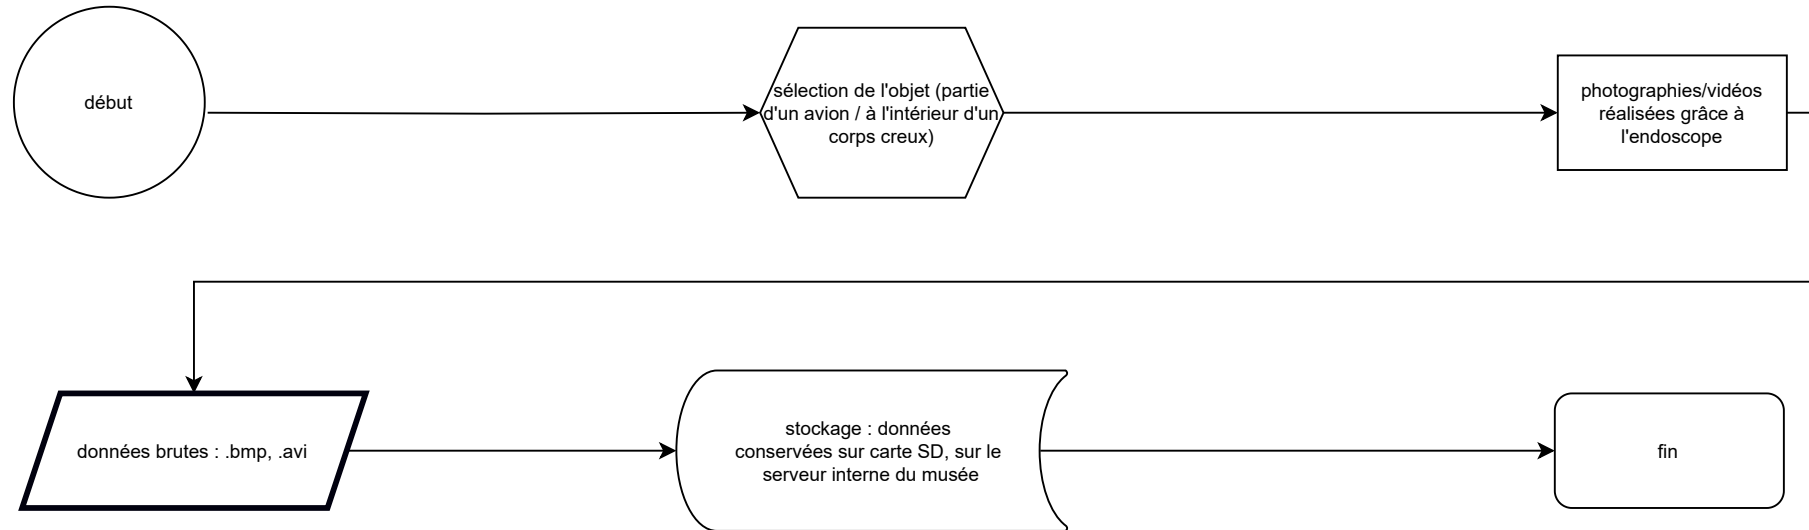 début
sélection de l'objet (partie
d'un avion / à l'intérieur d'un
corps creux)
photographies/vidéos
réalisées grâce à
l'endoscope
données brutes : .bmp, .avi
stockage : données
conservées sur carte SD, sur le
serveur interne du musée
fin